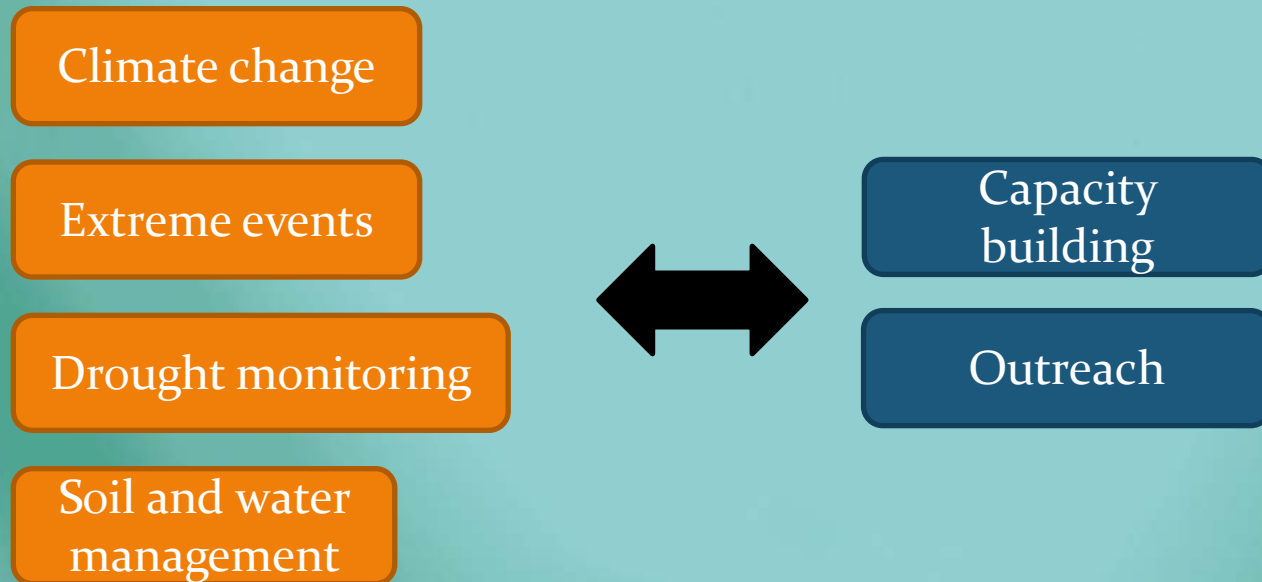 Climate change
Extreme events
Drought monitoring
Soil and water
management
Capacity
building
Outreach